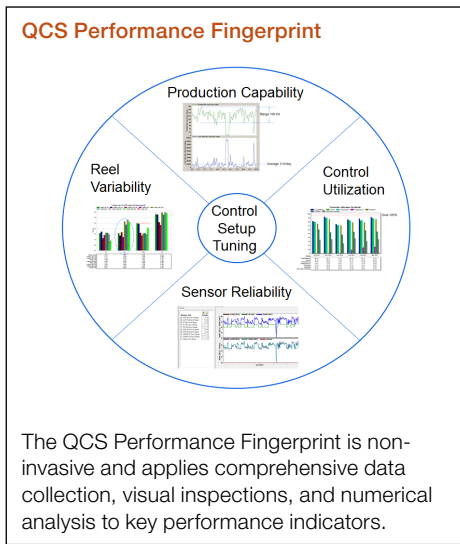 QCS Performance Fingerprint
Production Capability
Reel
Variability
Control
Utilization
Control
Setup
Tuning
Sensor Reliability
The QCS Performance Fingerprint is non-
invasive and applies comprehensive data
collection, visual inspections, and numerical
analysis to key performance indicators.